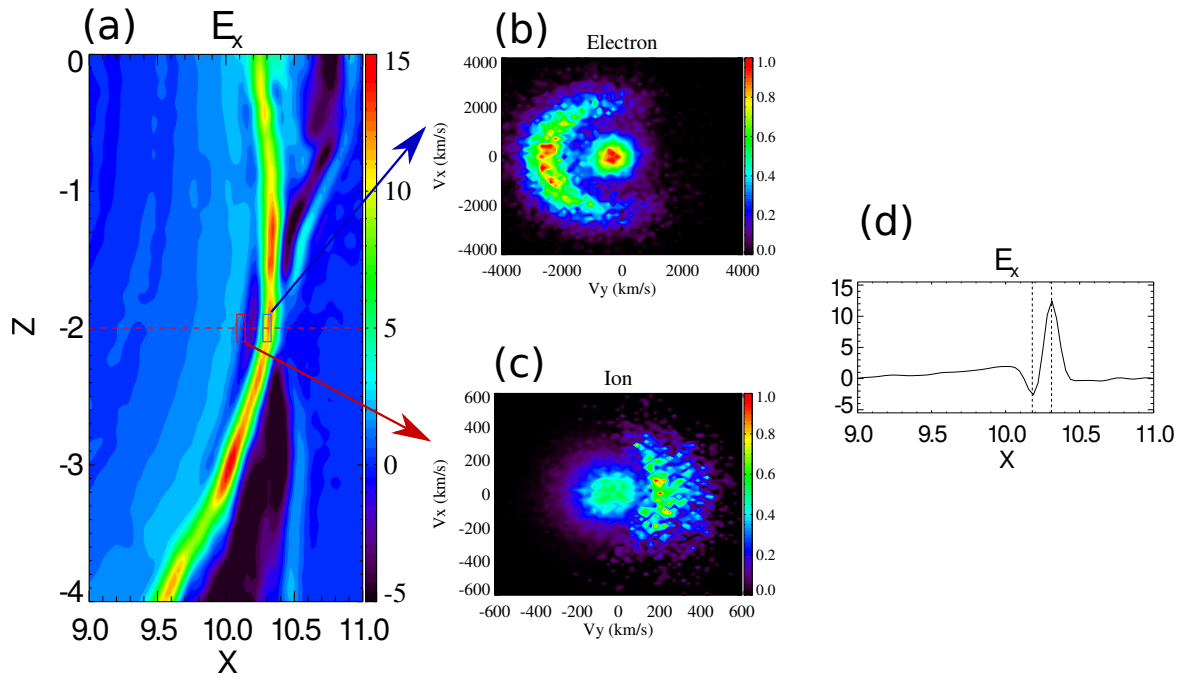 (a)
E_x
0
-1
-2
-3
-4
Z
9.0 9.5 10.0 10.5 11.0
X
15
10
5
0
-5
(b)
Electron
4000
2000
0
-2000
-4000
Vx (km/s)
-4000 -2000 0 2000 4000
Vy (km/s)
1.0
0.8
0.6
0.4
0.2
0.0
(c)
Ion
600
400
200
0
-200
-400
-600
Vx (km/s)
-600 -400 -200 0 200 400 600
Vy (km/s)
1.0
0.8
0.6
0.4
0.2
0.0
(d)
E_x
15
10
5
0
-5
9.0 9.5 10.0 10.5 11.0
X